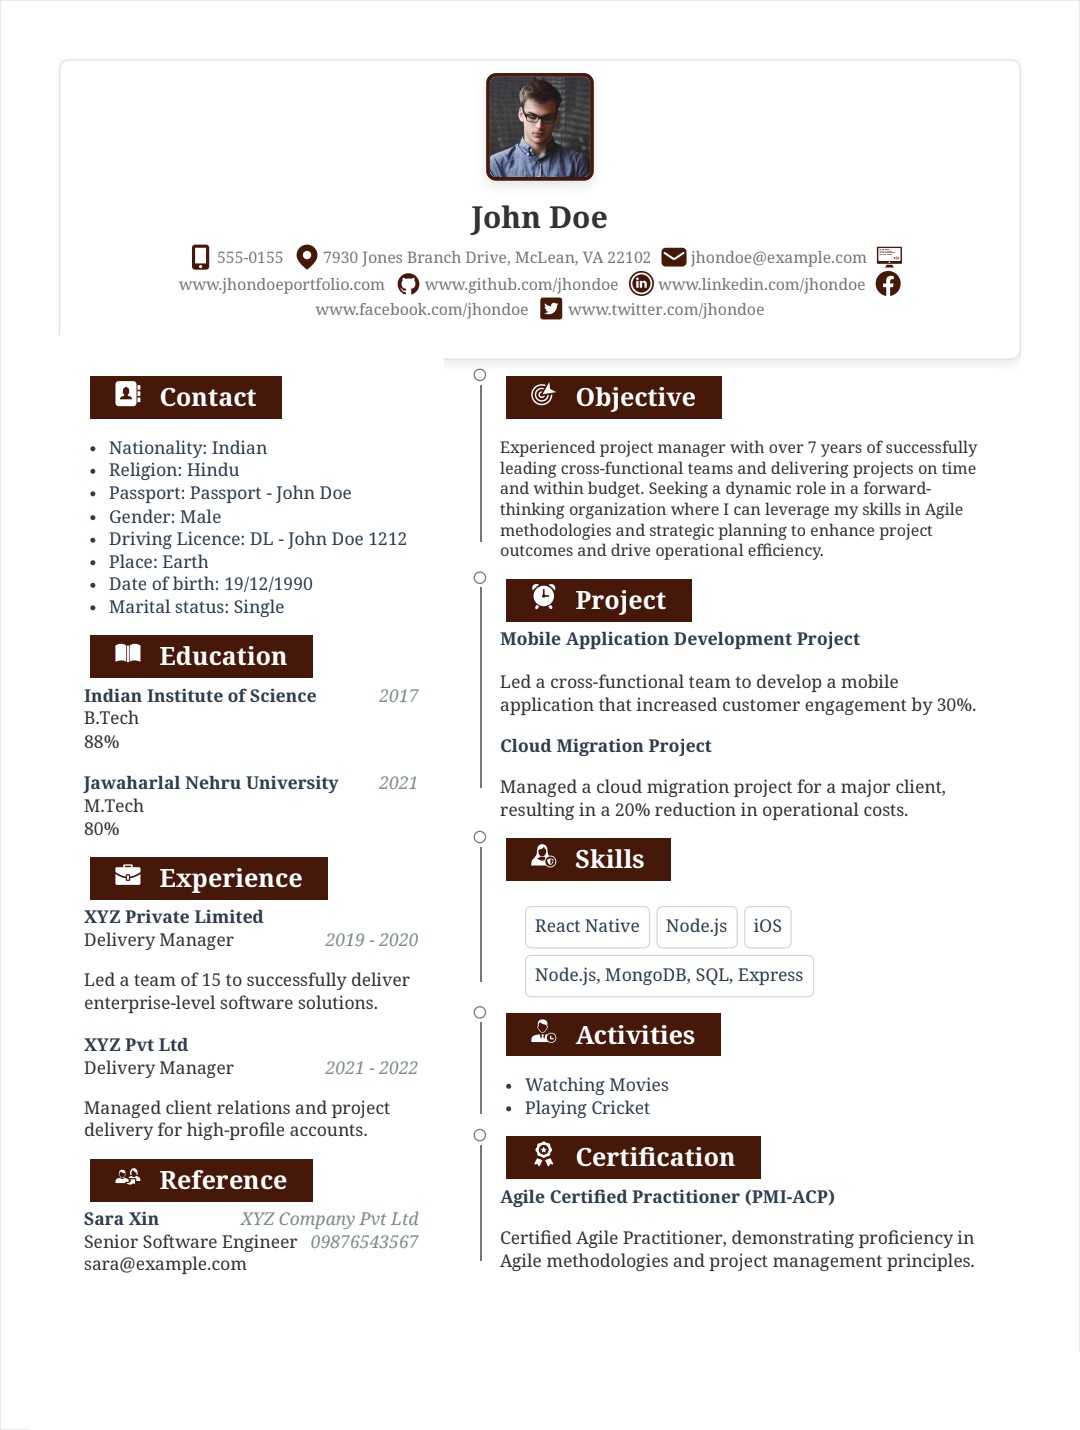 John Doe
555-0155 7930 Jones Branch Drive, McLean, VA 22102 jhondoe@example.com
www.jhondoeportfolio.com www.github.com/jhondoe www.linkedin.com/jhondoe
www.facebook.com/jhondoe www.twitter.com/jhondoe
Contact
• Nationality: Indian
• Religion: Hindu
• Passport: Passport - John Doe
• Gender: Male
• Driving Licence: DL - John Doe 1212
• Place: Earth
• Date of birth: 19/12/1990
• Marital status: Single
Education
Indian Institute of Science 2017
B.Tech
88%
Jawaharlal Nehru University 2021
M.Tech
80%
Experience
XYZ Private Limited
Delivery Manager 2019 - 2020
Led a team of 15 to successfully deliver
enterprise-level software solutions.
XYZ Pvt Ltd
Delivery Manager 2021 - 2022
Managed client relations and project
delivery for high-profile accounts.
Reference
Sara Xin XYZ Company Pvt Ltd
Senior Software Engineer 09876543567
sara@example.com
Objective
Experienced project manager with over 7 years of successfully
leading cross-functional teams and delivering projects on time
and within budget. Seeking a dynamic role in a forward-
thinking organization where I can leverage my skills in Agile
methodologies and strategic planning to enhance project
outcomes and drive operational efficiency.
Project
Mobile Application Development Project
Led a cross-functional team to develop a mobile
application that increased customer engagement by 30%.
Cloud Migration Project
Managed a cloud migration project for a major client,
resulting in a 20% reduction in operational costs.
Skills
React Native Node.js iOS
Node.js, MongoDB, SQL, Express
Activities
• Watching Movies
• Playing Cricket
Certification
Agile Certified Practitioner (PMI-ACP)
Certified Agile Practitioner, demonstrating proficiency in
Agile methodologies and project management principles.